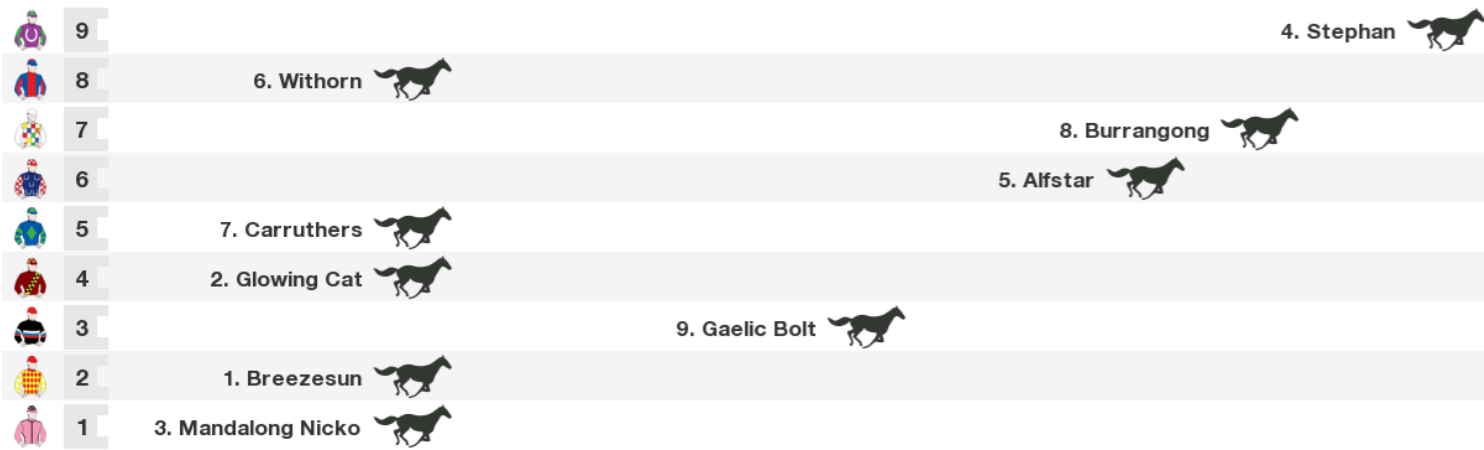 9 4. Stephan
8 6. Withorn
7 8. Burrangong
6 5. Alfstar
5 7. Carruthers
4 2. Glowing Cat
3 9. Gaelic Bolt
2 1. Breezesun
1 3. Mandalong Nicko